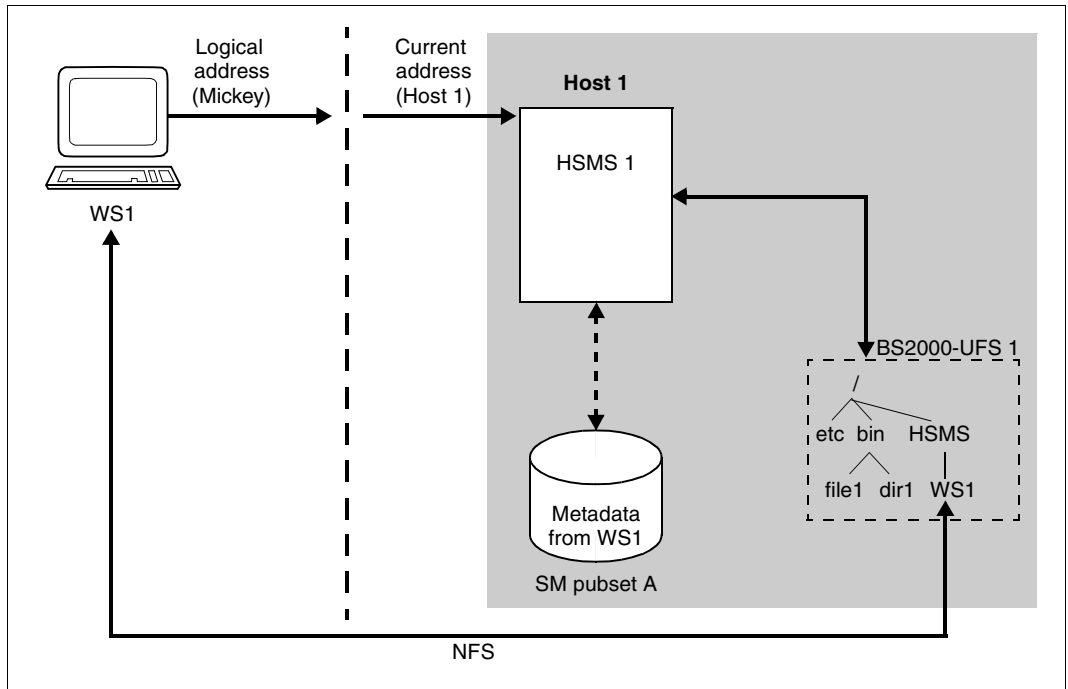 Logical
address
(Mickey)
Current
address
(Host 1)
Host 1
HSMS 1
WS1
BS2000-UFS 1
/
etc bin HSMS
file1 dir1 WS1
Metadata
from WS1
SM pubset A
NFS